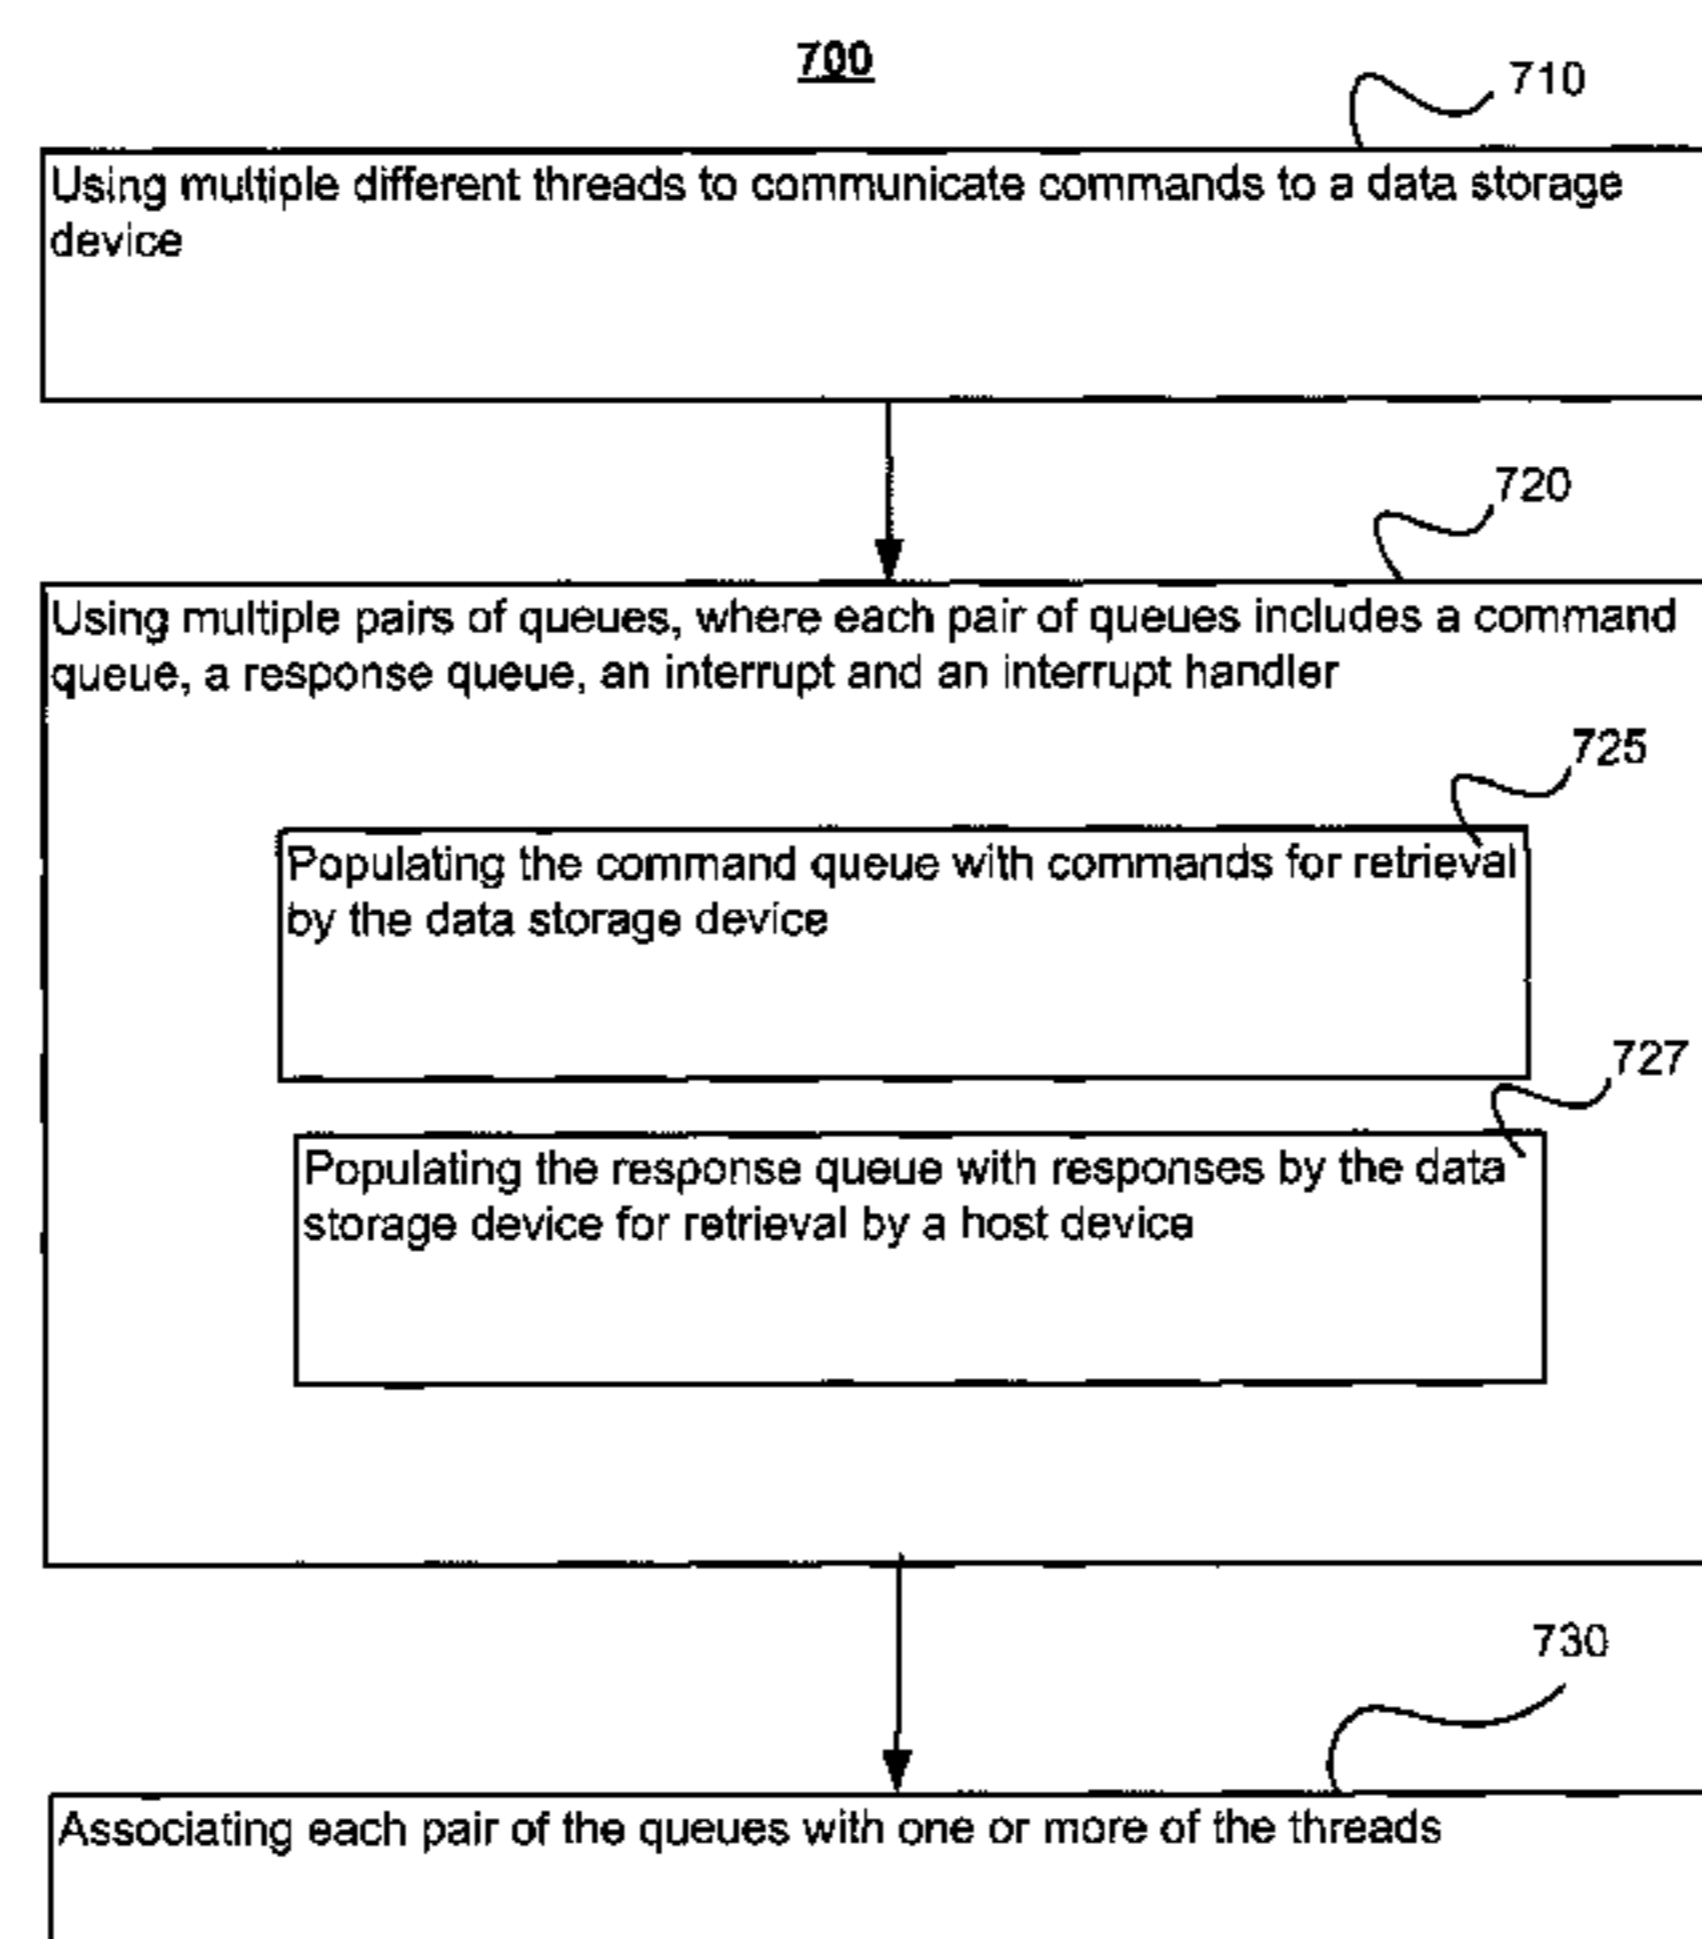 700
710
Using multiple different threads to communicate commands to a data storage
device
720
Using multiple pairs of queues, where each pair of queues includes a command
queue, a response queue, an interrupt and an interrupt handler
725
Populating the command queue with commands for retrieval
by the data storage device
727
Populating the response queue with responses by the data
storage device for retrieval by a host device
730
Associating each pair of the queues with one or more of the threads